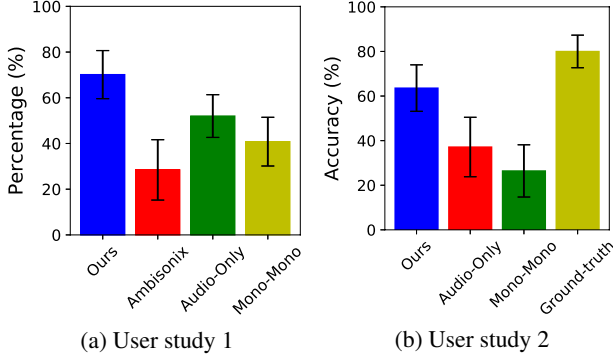 100
80
60
40
20
0
Percentage (%)
Ours
Ambisonix
Audio-Only
Mono-Mono
(a) User study 1
100
80
60
40
20
0
Accuracy (%)
Ours
Audio-Only
Mono-Mono
Ground-truth
(b) User study 2